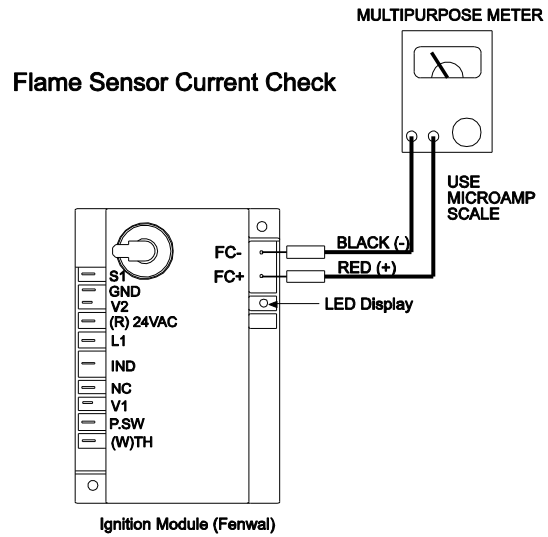 MULTIPURPOSE METER
Flame Sensor Current Check
USE
MICROAMP
SCALE
BLACK (-)
FC-
RED (+)
FC+
LED Display
S1
GND
V2
(R) 24VAC
L1
IND
NC
V1
P.SW
(W)TH
Ignition Module (Fenwal)